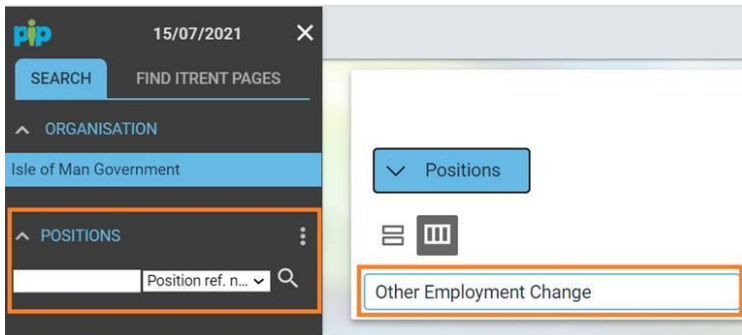 pip 15/07/2021
SEARCH FIND ITRENT PAGES
ORGANISATION
Isle of Man Government
POSITIONS
Position ref. n...
Positions
Other Employment Change